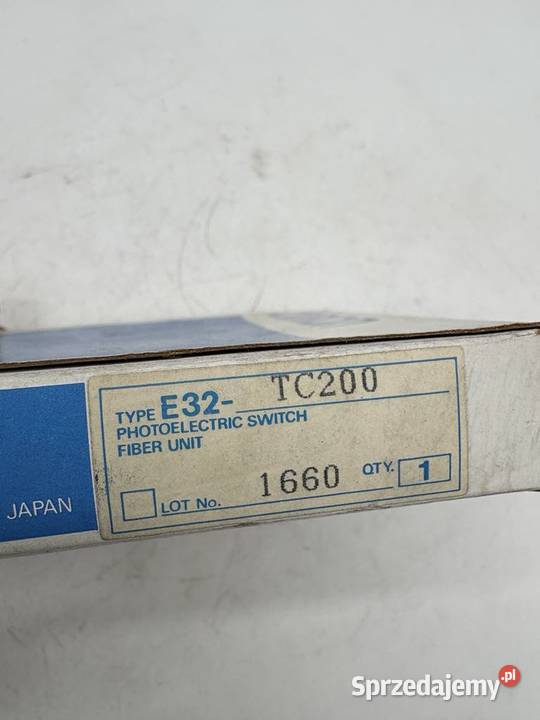 TYPE E32-TC200
PHOTOELECTRIC SWITCH
FIBER UNIT
LOT No. 1660 QTY. 1
JAPAN
Sprzedajemy.pl